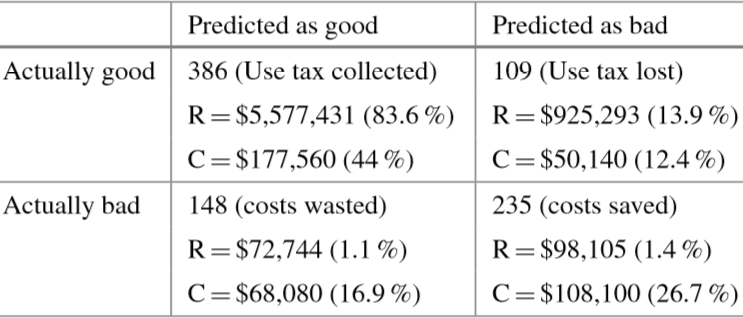 Predicted as good Predicted as bad
Actually good 386 (Use tax collected) 109 (Use tax lost)
R = $5,577,431 (83.6 %) R = $925,293 (13.9 %)
C = $177,560 (44 %) C = $50,140 (12.4 %)
Actually bad 148 (costs wasted) 235 (costs saved)
R = $72,744 (1.1 %) R = $98,105 (1.4 %)
C = $68,080 (16.9 %) C = $108,100 (26.7 %)